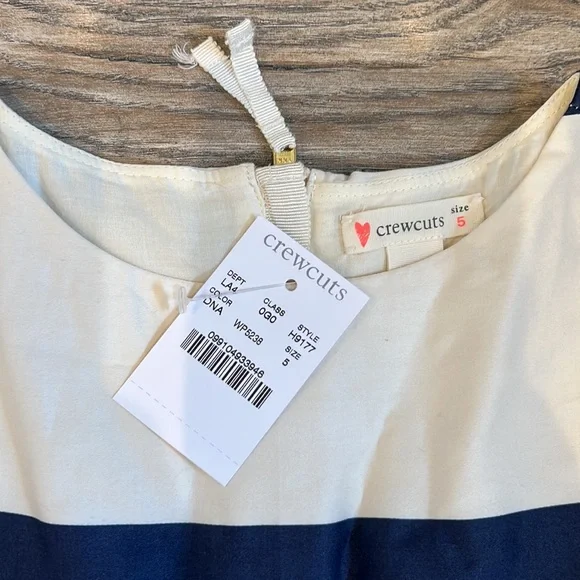 crewcuts
size
5
crewcuts
DEPT CLASS STYLE
LA4 0G0 H9177
COLOR SIZE
DNA WP5238 5
099104933946